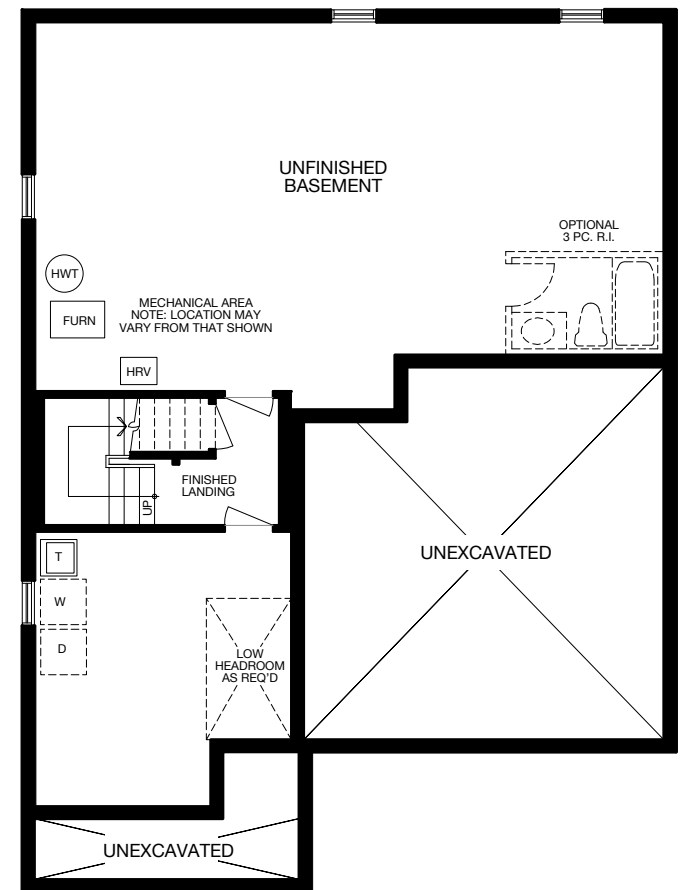 UNFINISHED
BASEMENT
OPTIONAL
3 PC. R.I.
HWT
FURN
MECHANICAL AREA
NOTE: LOCATION MAY
VARY FROM THAT SHOWN
HRV
FINISHED
LANDING
UP
UNEXCAVATED
T
W
D
LOW
HEADROOM
AS REQ'D
UNEXCAVATED